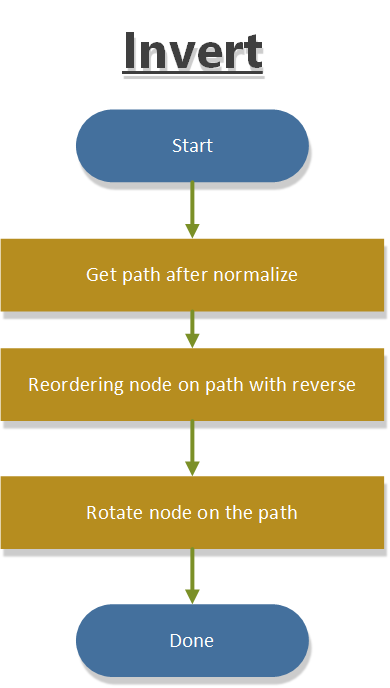 Invert
Start
Get path after normalize
Reordering node on path with reverse
Rotate node on the path
Done